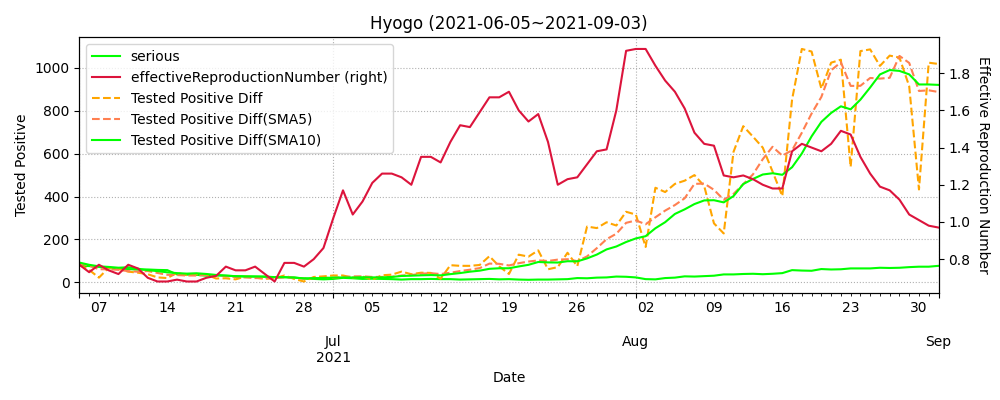 Hyogo (2021-06-05~2021-09-03)
serious
effectiveReproductionNumber (right)
Tested Positive Diff
Tested Positive Diff(SMA5)
Tested Positive Diff(SMA10)
Tested Positive
1000
800
600
400
200
0
1.8
1.6
1.4
1.2
1.0
0.8
Effective Reproduction Number
07 14 21 28 05 12 19 26 02 09 16 23 30
Jul Aug Sep
2021
Date